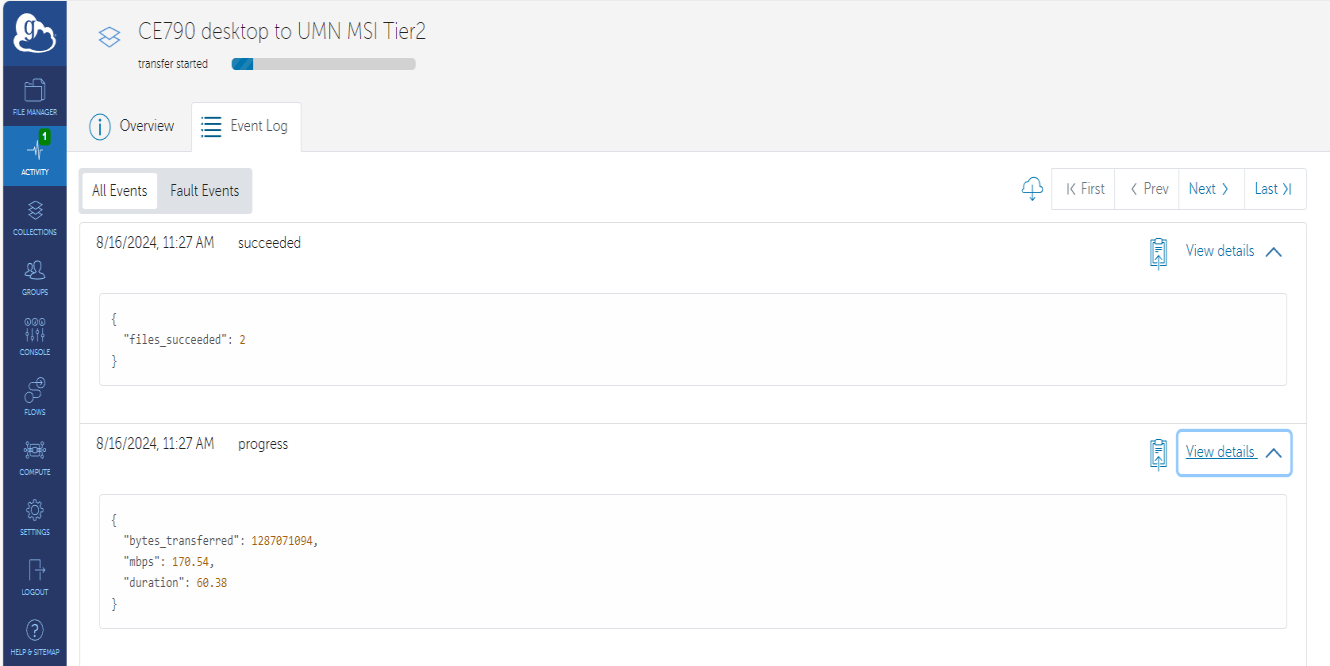 g
CE790 desktop to UMN MSI Tier2
transfer started
FILE MANAGER
1
ACTIVITY
COLLECTIONS
GROUPS
CONSOLE
FLOWS
COMPUTE
SETTINGS
LOGOUT
?
HELP & SITEMAP
i Overview
Event Log
All Events Fault Events
First Prev Next Last
8/16/2024, 11:27 AM succeeded View details
{
"files_succeeded": 2
}
8/16/2024, 11:27 AM progress View details
{
"bytes_transferred": 1287071094,
"mbps": 170.54,
"duration": 60.38
}